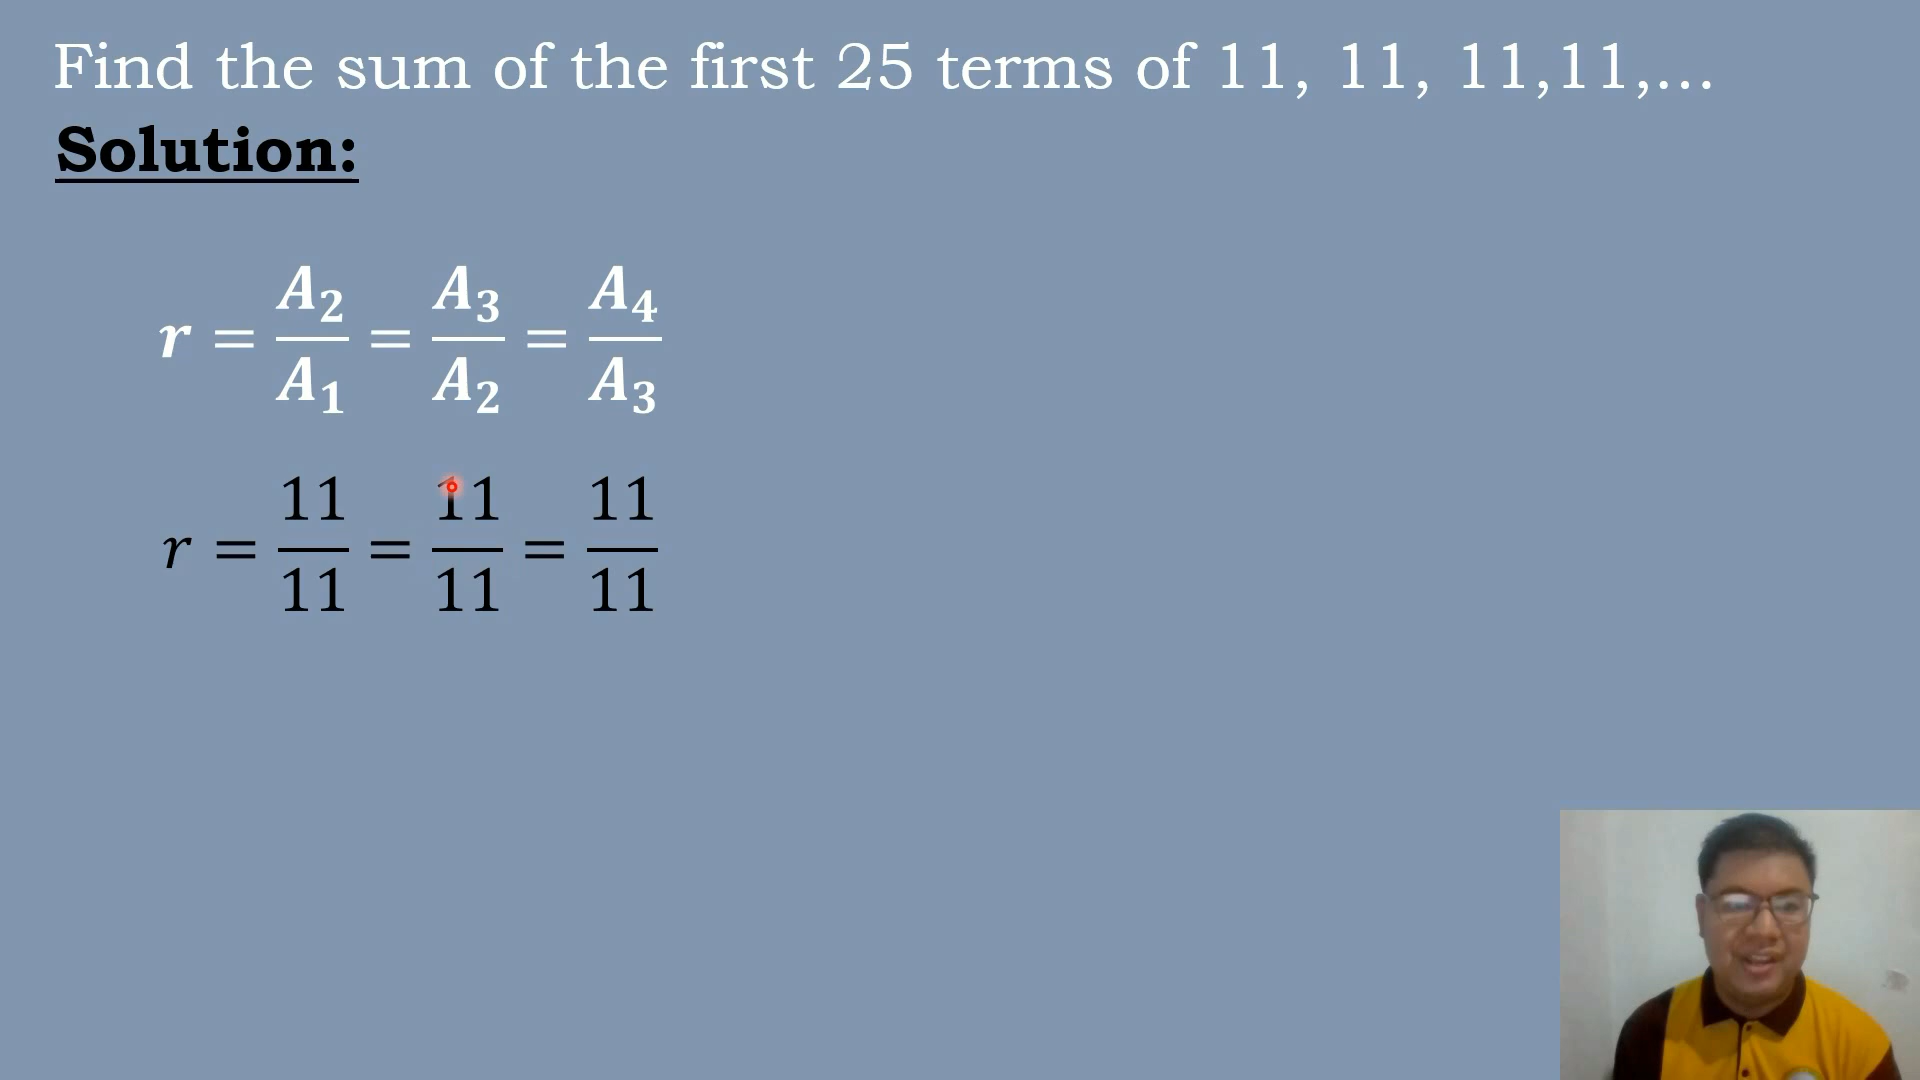 Find the sum of the first 25 terms of 11, 11, 11,11,...
Solution:
r = A₂/A₁ = A₃/A₂ = A₄/A₃
r = 11/11 = 11/11 = 11/11